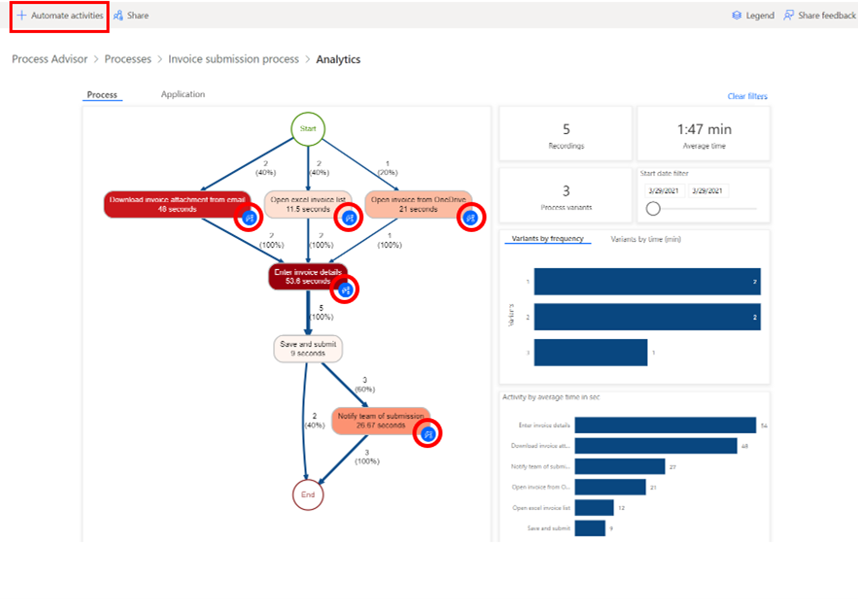 Automate activities
Share
Legend
Share feedback
Process Advisor > Processes > Invoice submission process > Analytics
Process
Application
Clear filters
Start
2
(40%)
2
(40%)
1
(20%)
Download invoice attachment from email
48 seconds
Open excel invoice list
11.5 seconds
Open invoice from OneDrive
21 seconds
2
(100%)
2
(100%)
1
(100%)
Enter invoice details
53.6 seconds
5
(100%)
Save and submit
9 seconds
3
(60%)
2
(40%)
Notify team of submission
26.67 seconds
3
(100%)
End
5
Recordings
1:47 min
Average time
3
Process variants
Start date filter
3/29/2021
3/29/2021
Variants by frequency
Variants by time (min)
Variants
1
2
2
2
3
1
Activity by average time in sec
Enter invoice details
54
Download invoice att...
48
Notify team of submi...
27
Open invoice from O...
21
Open excel invoice list
12
Save and submit
9